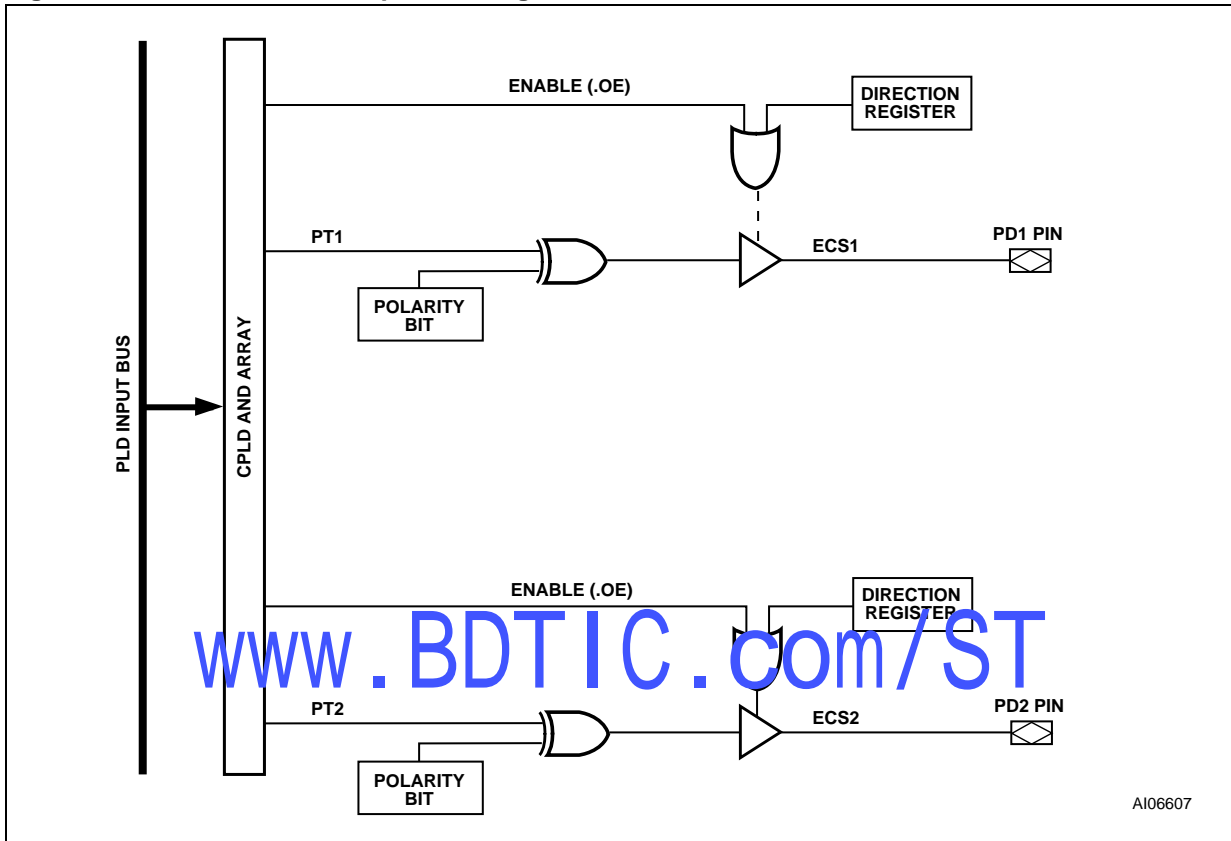 ENABLE (.OE)
DIRECTION
REGISTER
PT1
ECS1
PD1 PIN
POLARITY
BIT
PLD INPUT BUS
CPLD AND ARRAY
ENABLE (.OE)
DIRECTION
REGISTER
www.BDTIC.com/ST
PT2
ECS2
PD2 PIN
POLARITY
BIT
AI06607